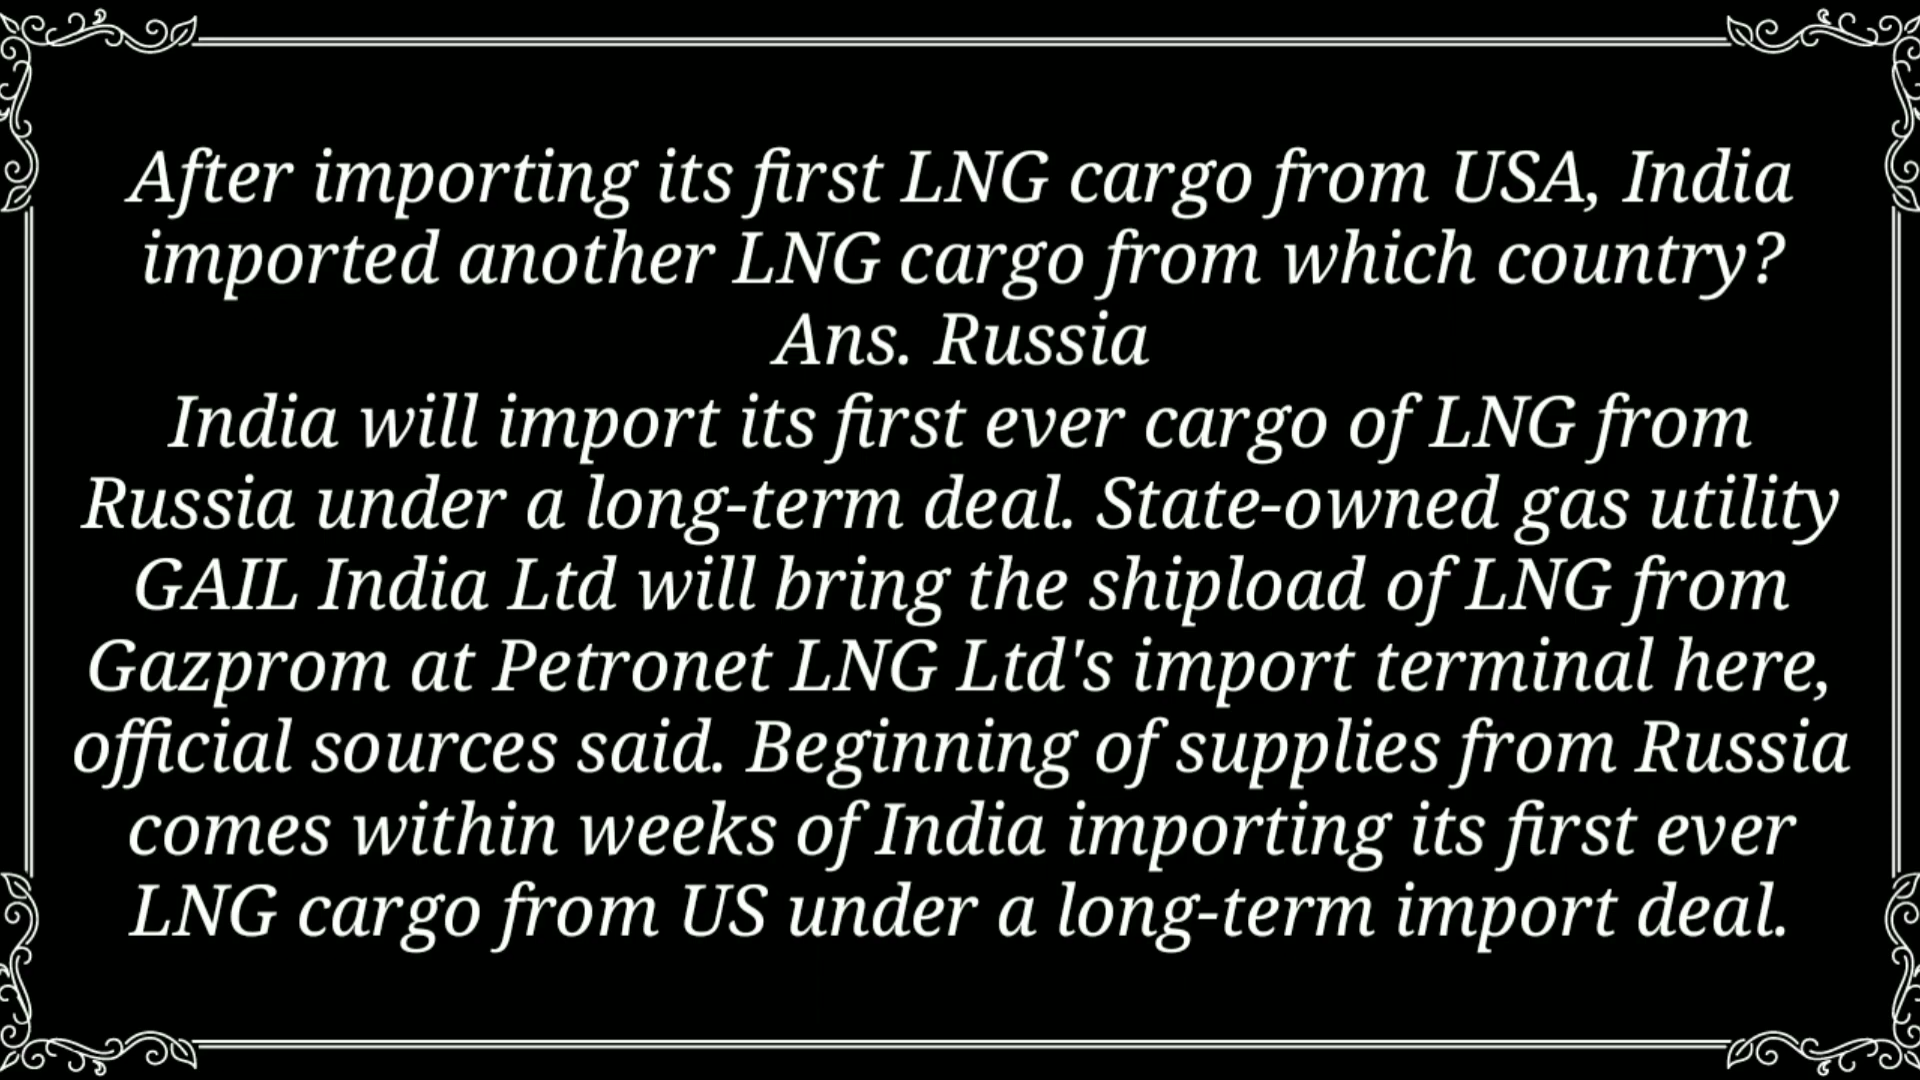 After importing its first LNG cargo from USA, India
imported another LNG cargo from which country?
Ans. Russia
India will import its first ever cargo of LNG from
Russia under a long-term deal. State-owned gas utility
GAIL India Ltd will bring the shipload of LNG from
Gazprom at Petronet LNG Ltd's import terminal here,
official sources said. Beginning of supplies from Russia
comes within weeks of India importing its first ever
LNG cargo from US under a long-term import deal.